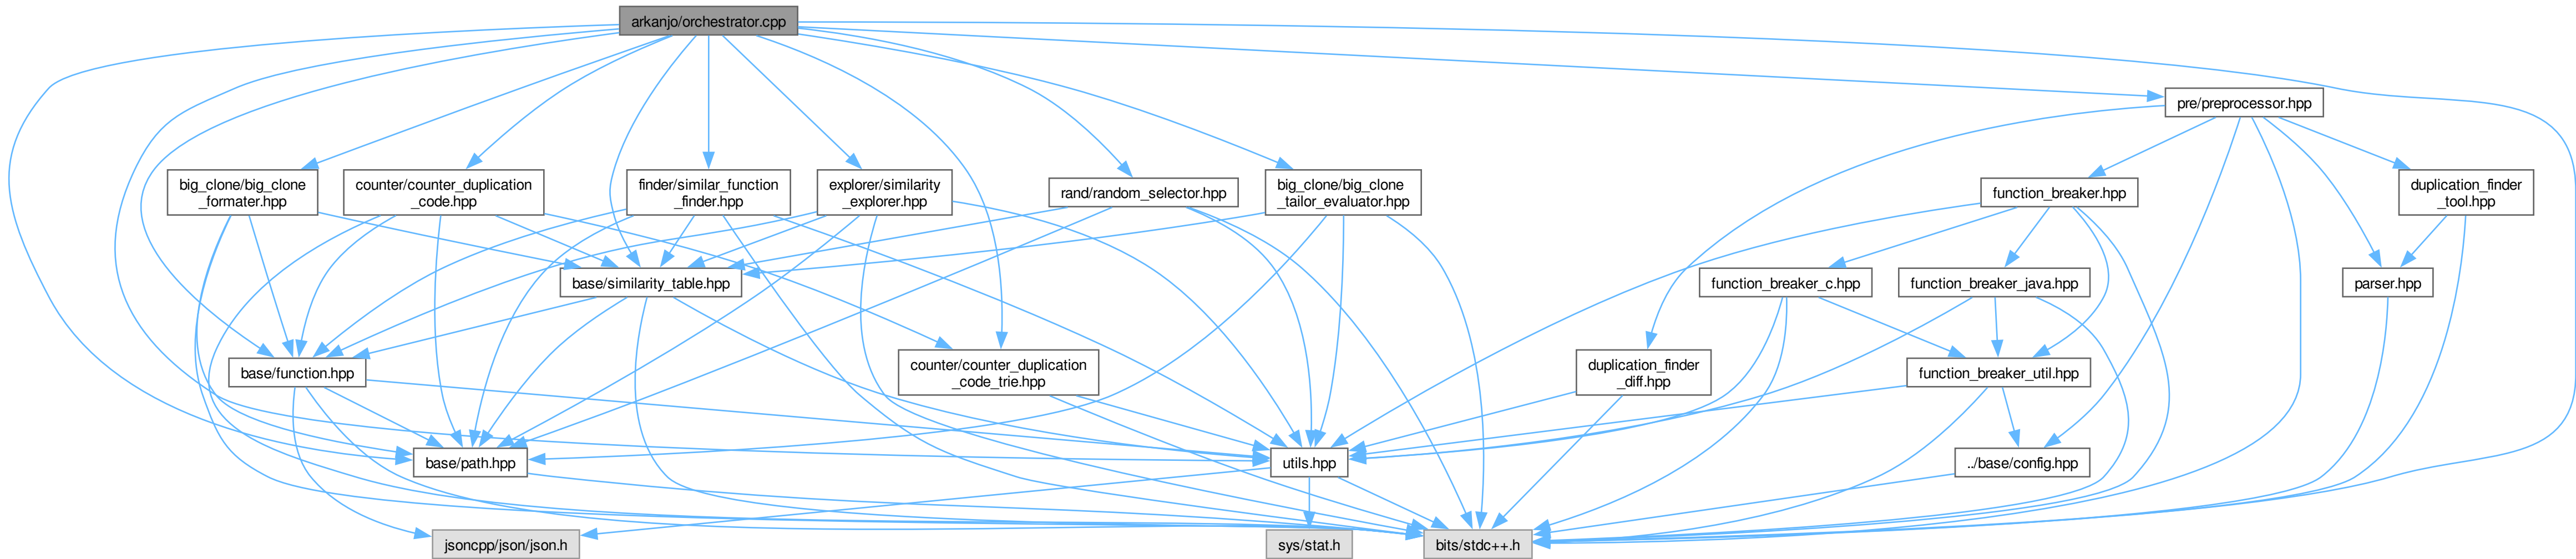 arkanjo/orchestrator.cpp
pre/preprocessor.hpp
big_clone/big_clone
_formater.hpp
counter/counter_duplication
_code.hpp
finder/similar_function
_finder.hpp
explorer/similarity
_explorer.hpp
rand/random_selector.hpp
big_clone/big_clone
_tailor_evaluator.hpp
function_breaker.hpp
duplication_finder
_tool.hpp
base/similarity_table.hpp
function_breaker_c.hpp
function_breaker_java.hpp
parser.hpp
base/function.hpp
counter/counter_duplication
_code_trie.hpp
duplication_finder
_diff.hpp
function_breaker_util.hpp
base/path.hpp
utils.hpp
../base/config.hpp
jsoncpp/json/json.h
sys/stat.h
bits/stdc++.h